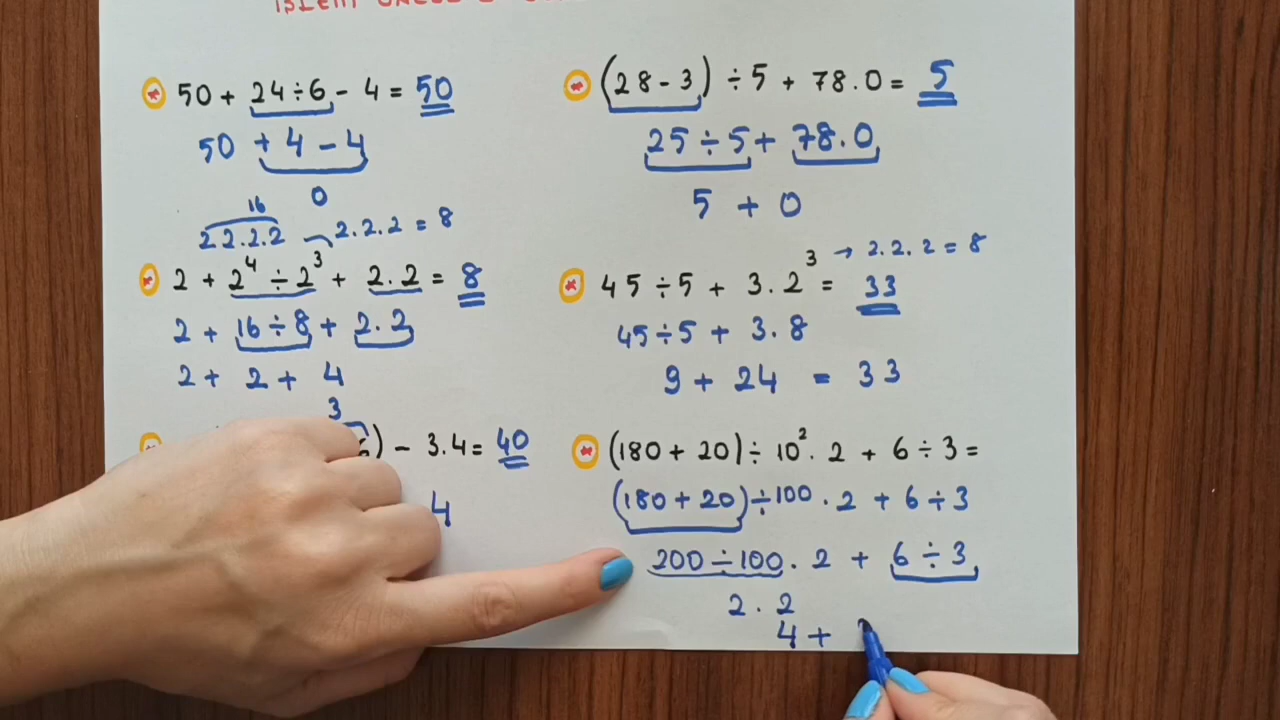 50 + 24 ÷ 6 - 4 = 50
50 + 4 - 4
0
16
2 2.2.2 2.2.2 = 8
2 + 2⁴ ÷ 2³ + 2.2 = 8
2 + 16 ÷ 8 + 2.2
2 + 2 + 4
3
6) - 3.4 = 40
4
(28 - 3) ÷ 5 + 78.0 = 5
25 ÷ 5 + 78.0
5 + 0
→ 2.2.2 = 8
45 ÷ 5 + 3.2³ = 33
45 ÷ 5 + 3.8
9 + 24 = 33
(180 + 20) ÷ 10².2 + 6 ÷ 3 =
(180 + 20) ÷ 100.2 + 6 ÷ 3
200 ÷ 100.2 + 6 ÷ 3
2.2
4 +